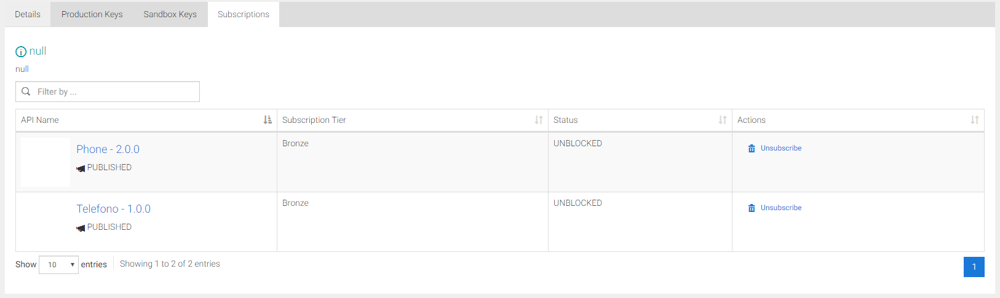 Details Production Keys Sandbox Keys Subscriptions
null
null
Filter by ...
API Name Subscription Tier Status Actions
Phone - 2.0.0 Bronze UNBLOCKED Unsubscribe
PUBLISHED
Telefono - 1.0.0 Bronze UNBLOCKED Unsubscribe
PUBLISHED
Show 10 entries Showing 1 to 2 of 2 entries 1